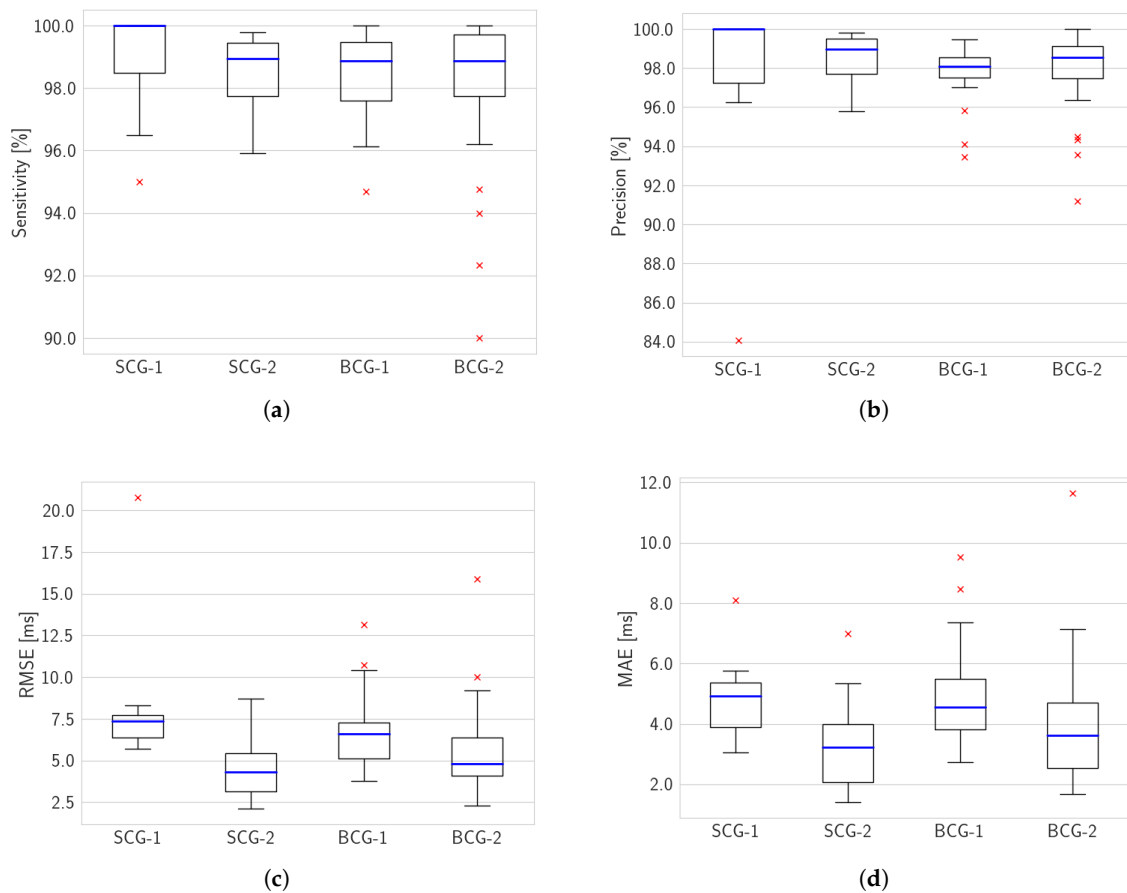 100.0
98.0
96.0
94.0
92.0
90.0
Sensitivity [%]
SCG-1 SCG-2 BCG-1 BCG-2
(a)
100.0
98.0
96.0
94.0
92.0
90.0
88.0
86.0
84.0
Precision [%]
SCG-1 SCG-2 BCG-1 BCG-2
(b)
20.0
17.5
15.0
12.5
10.0
7.5
5.0
2.5
RMSE [ms]
SCG-1 SCG-2 BCG-1 BCG-2
(c)
12.0
10.0
8.0
6.0
4.0
2.0
MAE [ms]
SCG-1 SCG-2 BCG-1 BCG-2
(d)